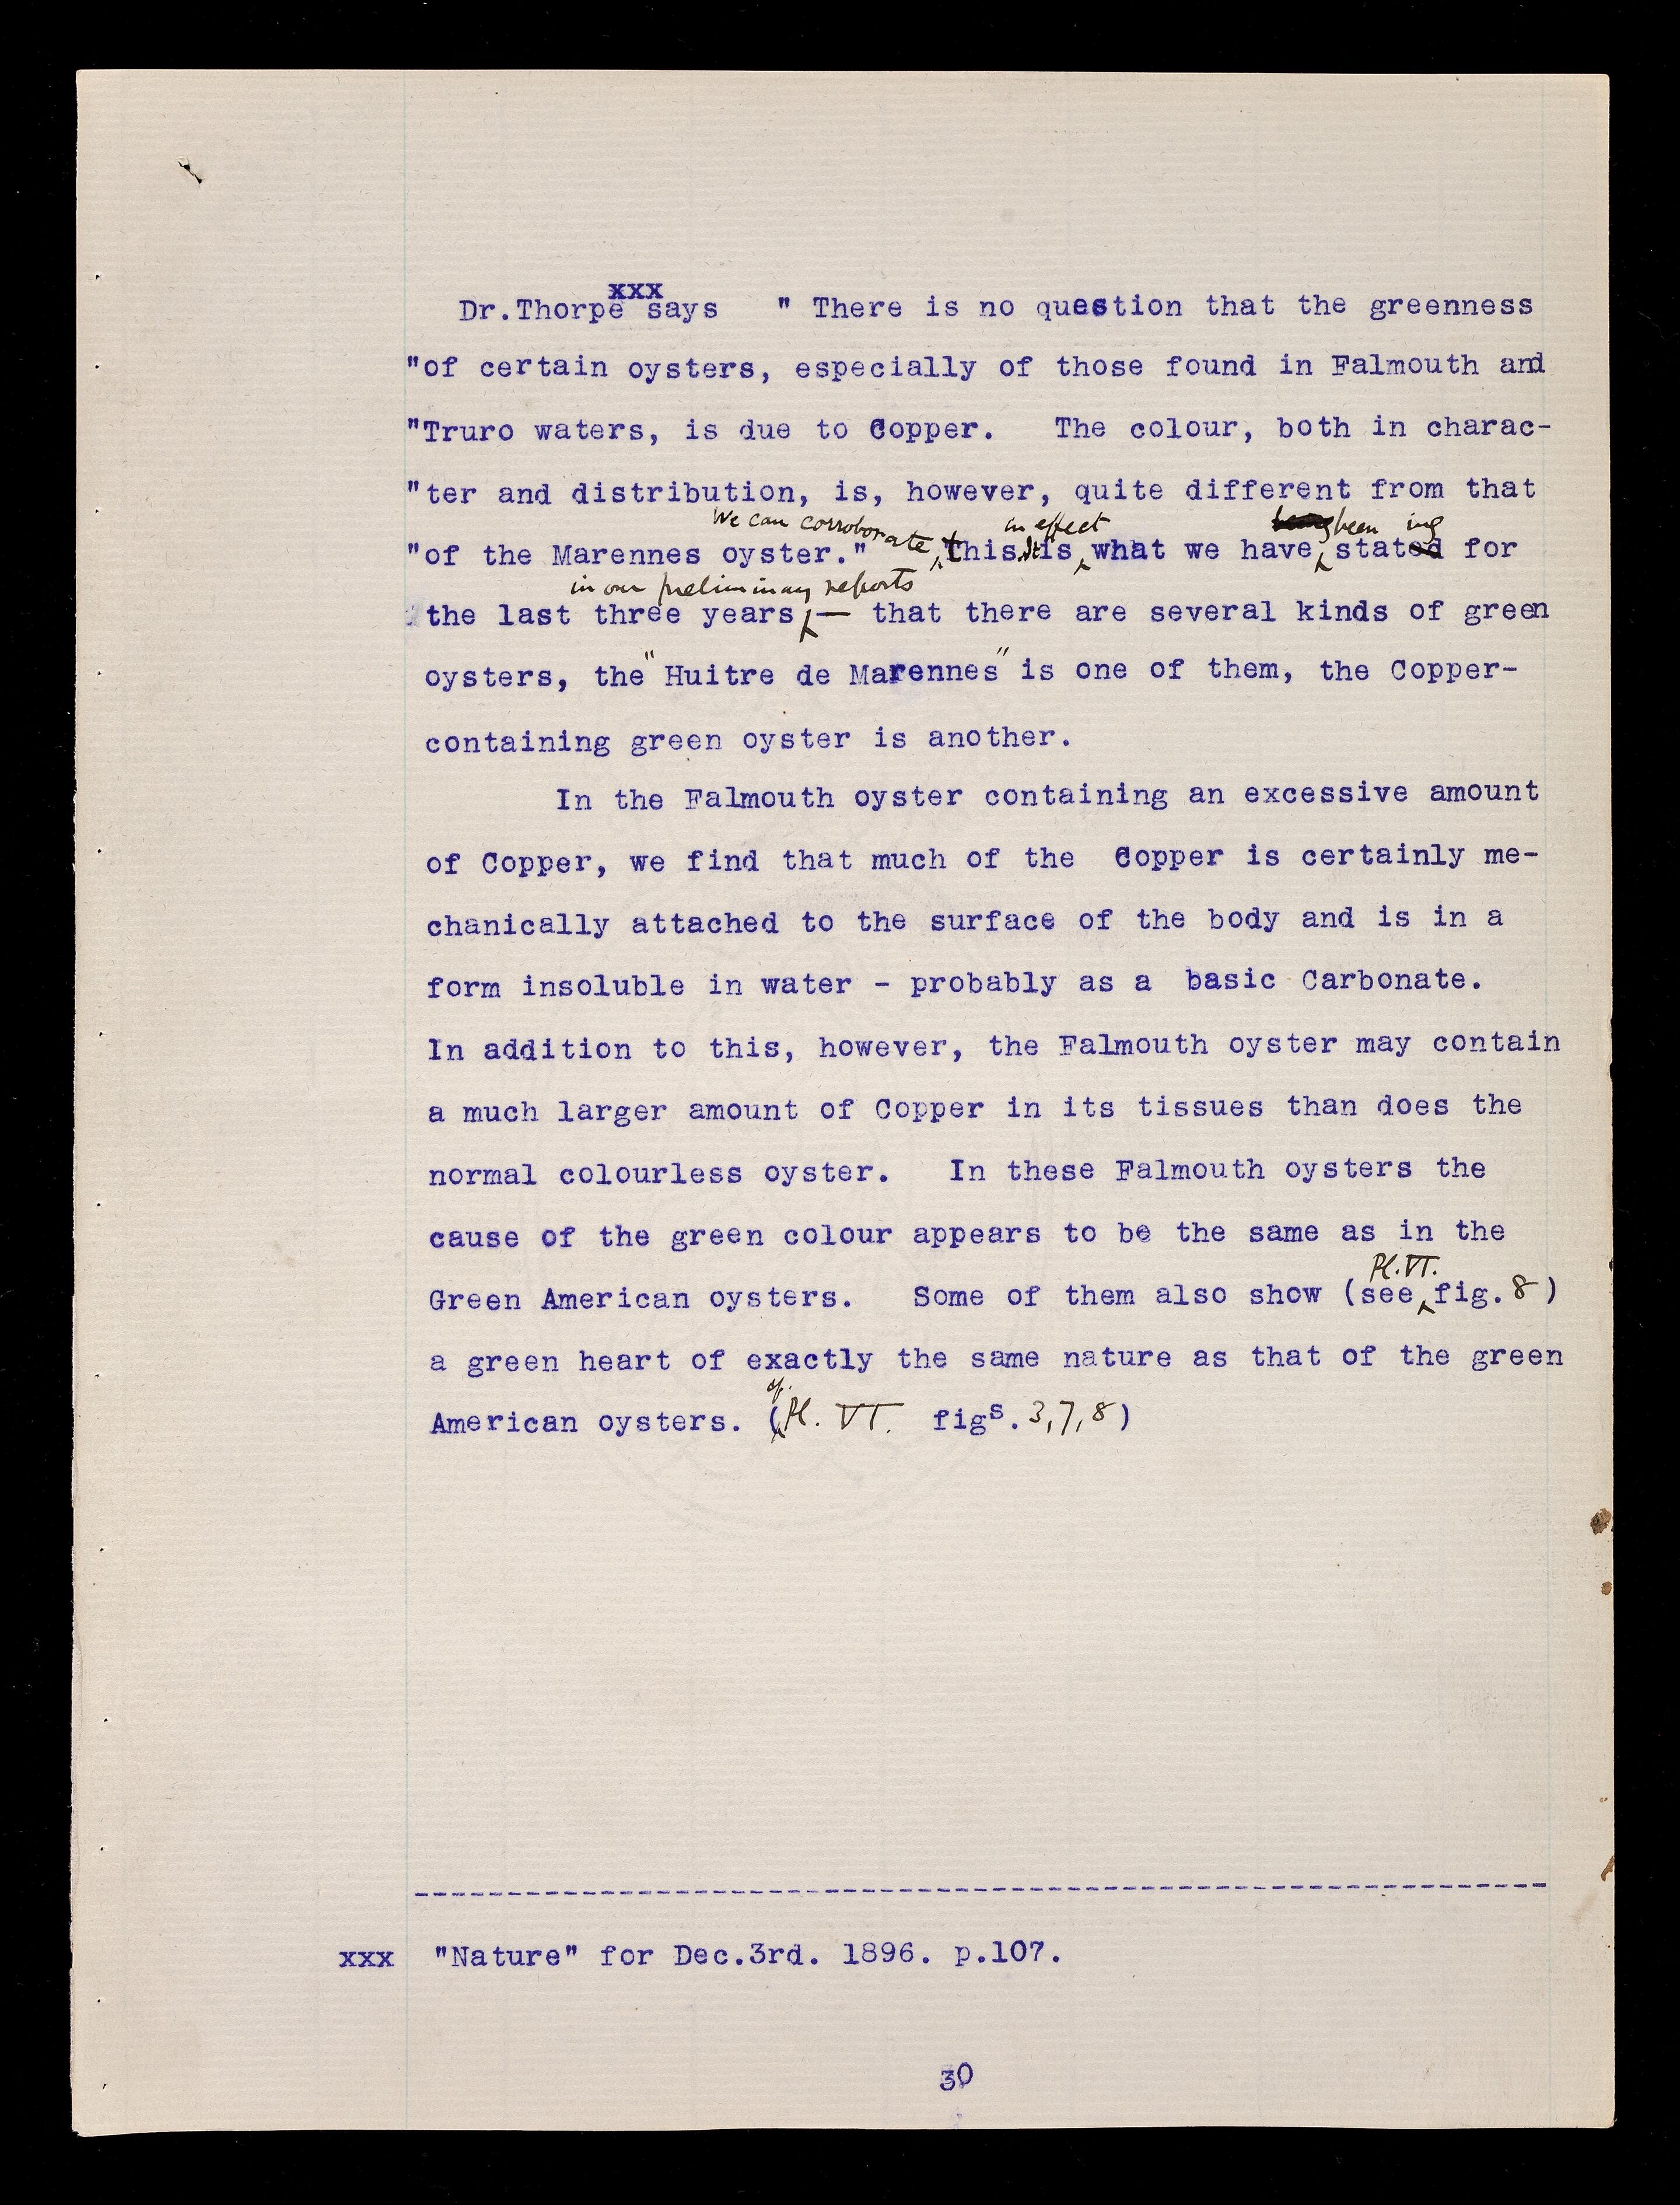 Dr.Thorpe xxx says " There is no question that the greenness
"of certain oysters, especially of those found in Falmouth and
"Truro waters, is due to Copper. The colour, both in charac-
"ter and distribution, is, however, quite different from that
We can corroborate in effect being been ing
"of the Marennes oyster." this. It is what we have stated for
in our preliminary reports
the last three years, — that there are several kinds of green
oysters, the "Huitre de Marennes" is one of them, the Copper-
containing green oyster is another.
In the Falmouth oyster containing an excessive amount
of Copper, we find that much of the Copper is certainly me-
chanically attached to the surface of the body and is in a
form insoluble in water - probably as a basic Carbonate.
In addition to this, however, the Falmouth oyster may contain
a much larger amount of Copper in its tissues than does the
normal colourless oyster. In these Falmouth oysters the
cause of the green colour appears to be the same as in the
Pl. VI.
Green American oysters. Some of them also show (see fig. 8)
a green heart of exactly the same nature as that of the green
cf.
American oysters. (Pl. VI. figs. 3, 7, 8)
xxx "Nature" for Dec.3rd. 1896. p.107.
30